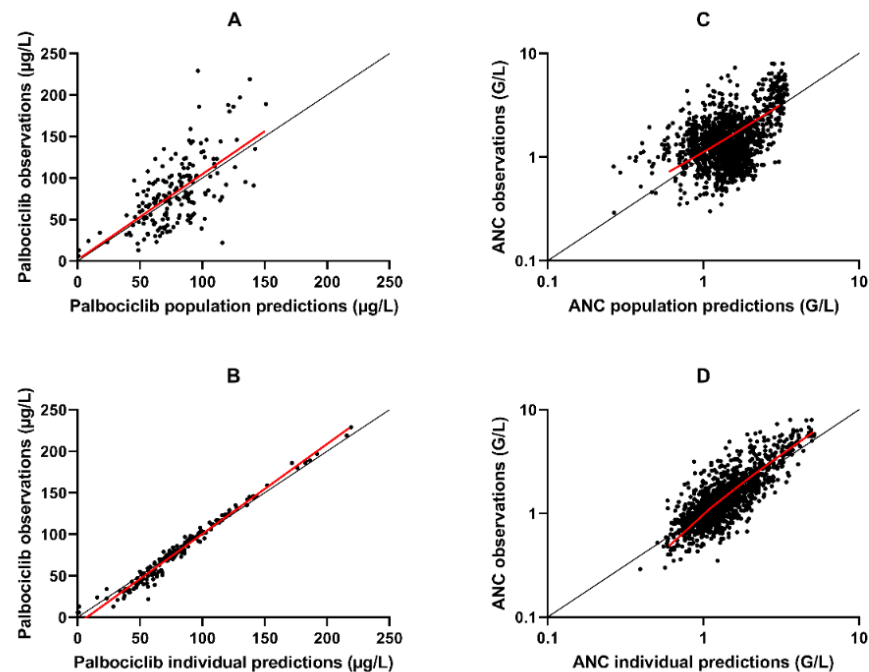 A
250
200
150
100
50
0
0 50 100 150 200 250
Palbociclib observations (µg/L)
Palbociclib population predictions (µg/L)
C
10
1
0.1
0.1 1 10
ANC observations (G/L)
ANC population predictions (G/L)
B
250
200
150
100
50
0
0 50 100 150 200 250
Palbociclib observations (µg/L)
Palbociclib individual predictions (µg/L)
D
10
1
0.1
0.1 1 10
ANC observations (G/L)
ANC individual predictions (G/L)